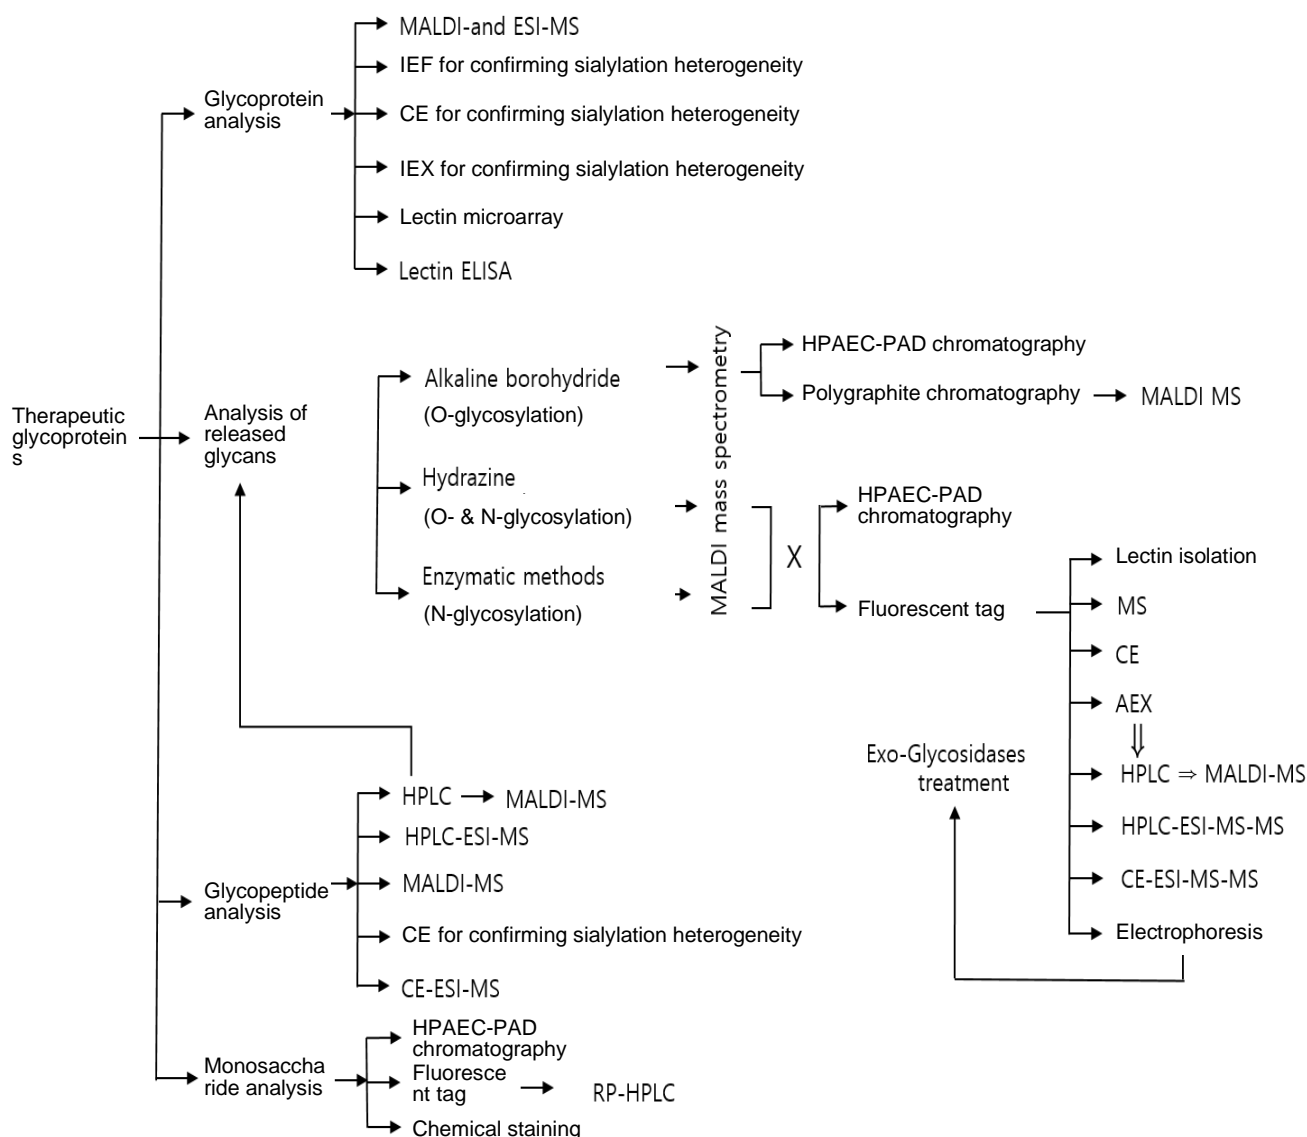 MALDI-and ESI-MS
IEF for confirming sialylation heterogeneity
Glycoprotein
analysis
CE for confirming sialylation heterogeneity
IEX for confirming sialylation heterogeneity
Lectin microarray
Lectin ELISA
Therapeutic
glycoprotein
s
Analysis of
released
glycans
Alkaline borohydride
(O-glycosylation)
Hydrazine
(O- & N-glycosylation)
Enzymatic methods
(N-glycosylation)
MALDI mass spectrometry
HPAEC-PAD chromatography
Polygraphite chromatography
MALDI MS
X
HPAEC-PAD
chromatography
Fluorescent tag
Lectin isolation
MS
CE
AEX
⇓
HPLC ⇒ MALDI-MS
HPLC-ESI-MS-MS
CE-ESI-MS-MS
Electrophoresis
Exo-Glycosidases
treatment
Glycopeptide
analysis
HPLC
MALDI-MS
HPLC-ESI-MS
MALDI-MS
CE for confirming sialylation heterogeneity
CE-ESI-MS
Monosaccha
ride analysis
HPAEC-PAD
chromatography
Fluoresce
nt tag
RP-HPLC
Chemical staining